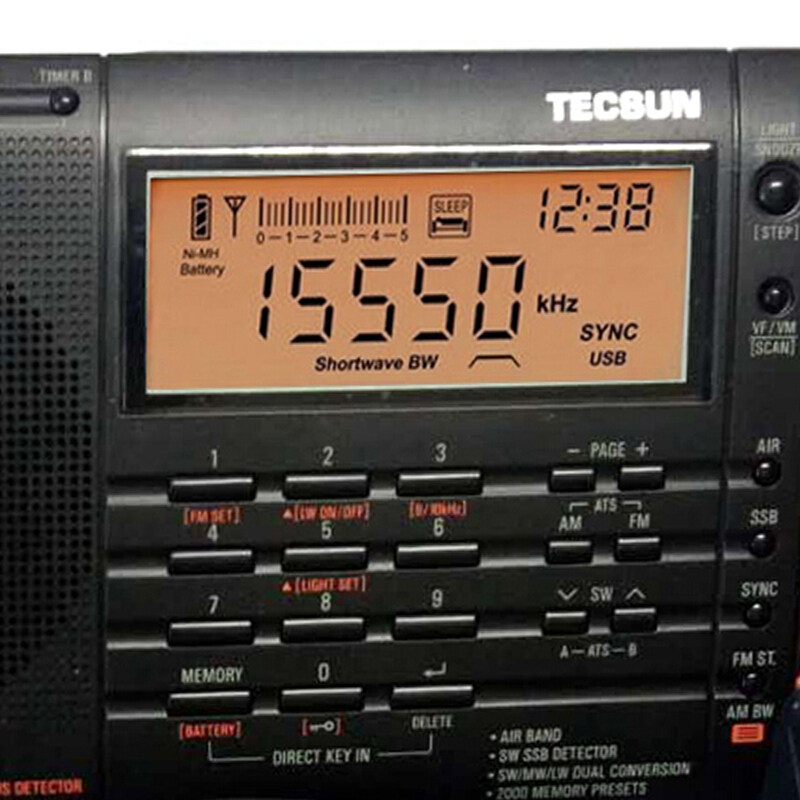 TIMER B
TECSUN
LIGHT
SNOOZE
[STEP]
SLEEP
12:38
0-1-2-3-4-5
Ni-MH
Battery
15550 kHz
SYNC
USB
Shortwave BW
VF/VM
[SCAN]
1 2 3 - PAGE +
AIR
[FM SET] ▲[LW ON/OFF] [9/10kHz]
ATS
AM FM
4 5 6
SSB
▲[LIGHT SET]
7 8 9
SW
SYNC
A-ATS-B
MEMORY 0
FM ST.
[BATTERY] DELETE
AM BW
DIRECT KEY IN
• AIR BAND
• SW SSB DETECTOR
• SW/MW/LW DUAL CONVERSION
• 2000 MEMORY PRESETS
DETECTOR